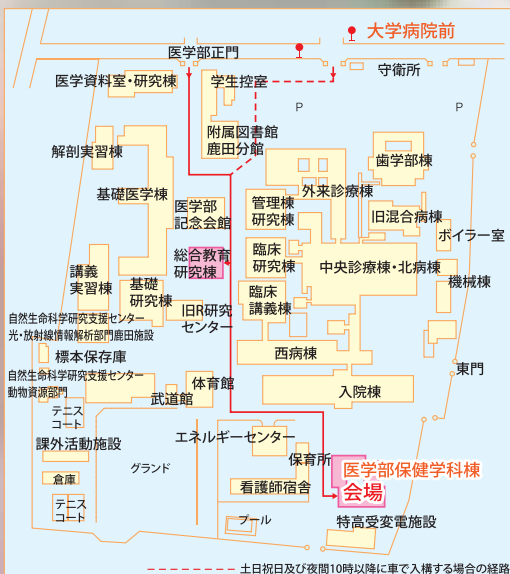 大学病院前
医学部正門
守衛所
医学資料室・研究棟
学生控室
P
P
附属図書館
鹿田分館
解剖実習棟
歯学部棟
基礎医学棟
外来診療棟
医学部
記念会館
管理棟
研究棟
旧混合病棟
ボイラー室
総合教育
研究棟
臨床
研究棟
中央診療棟・北病棟
講義
実習棟
基礎
研究棟
臨床
講義棟
機械棟
旧RI研究
センター
自然生命科学研究支援センター
光・放射線情報解析部門鹿田施設
標本保存庫
西病棟
東門
自然生命科学研究支援センター
動物資源部門
体育館
武道館
入院棟
テニス
コート
課外活動施設
エネルギーセンター
グランド
保育所
医学部保健学科棟
会場
倉庫
看護師宿舎
テニス
コート
プール
特高受変電施設
土日祝日及び夜間10時以降に車で入構する場合の経路